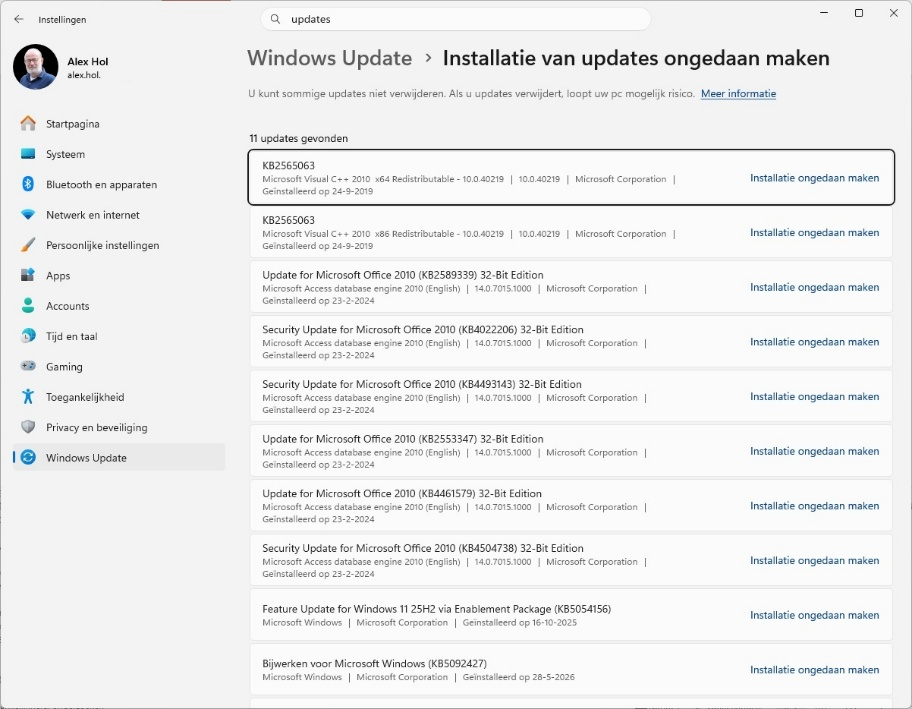 Instellingen
updates
Alex Hol
alex.hol.
Startpagina
Systeem
Bluetooth en apparaten
Netwerk en internet
Persoonlijke instellingen
Apps
Accounts
Tijd en taal
Gaming
Toegankelijkheid
Privacy en beveiliging
Windows Update
Windows Update > Installatie van updates ongedaan maken
U kunt sommige updates niet verwijderen. Als u updates verwijdert, loopt uw pc mogelijk risico. Meer informatie
11 updates gevonden
KB2565063
Microsoft Visual C++ 2010 x64 Redistributable - 10.0.40219 | 10.0.40219 | Microsoft Corporation |
Geïnstalleerd op 24-9-2019
Installatie ongedaan maken
KB2565063
Microsoft Visual C++ 2010 x86 Redistributable - 10.0.40219 | 10.0.40219 | Microsoft Corporation |
Geïnstalleerd op 24-9-2019
Installatie ongedaan maken
Update for Microsoft Office 2010 (KB2589339) 32-Bit Edition
Microsoft Access database engine 2010 (English) | 14.0.7015.1000 | Microsoft Corporation |
Geïnstalleerd op 23-2-2024
Installatie ongedaan maken
Security Update for Microsoft Office 2010 (KB4022206) 32-Bit Edition
Microsoft Access database engine 2010 (English) | 14.0.7015.1000 | Microsoft Corporation |
Geïnstalleerd op 23-2-2024
Installatie ongedaan maken
Security Update for Microsoft Office 2010 (KB4493143) 32-Bit Edition
Microsoft Access database engine 2010 (English) | 14.0.7015.1000 | Microsoft Corporation |
Geïnstalleerd op 23-2-2024
Installatie ongedaan maken
Update for Microsoft Office 2010 (KB2553347) 32-Bit Edition
Microsoft Access database engine 2010 (English) | 14.0.7015.1000 | Microsoft Corporation |
Geïnstalleerd op 23-2-2024
Installatie ongedaan maken
Update for Microsoft Office 2010 (KB4461579) 32-Bit Edition
Microsoft Access database engine 2010 (English) | 14.0.7015.1000 | Microsoft Corporation |
Geïnstalleerd op 23-2-2024
Installatie ongedaan maken
Security Update for Microsoft Office 2010 (KB4504738) 32-Bit Edition
Microsoft Access database engine 2010 (English) | 14.0.7015.1000 | Microsoft Corporation |
Geïnstalleerd op 23-2-2024
Installatie ongedaan maken
Feature Update for Windows 11 25H2 via Enablement Package (KB5054156)
Microsoft Windows | Microsoft Corporation | Geïnstalleerd op 16-10-2025
Installatie ongedaan maken
Bijwerken voor Microsoft Windows (KB5092427)
Microsoft Windows | Microsoft Corporation | Geïnstalleerd op 28-5-2026
Installatie ongedaan maken